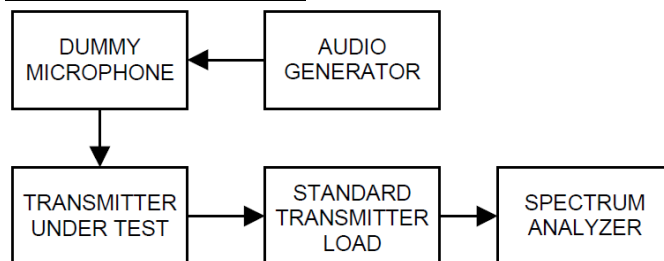 DUMMY
MICROPHONE
AUDIO
GENERATOR
TRANSMITTER
UNDER TEST
STANDARD
TRANSMITTER
LOAD
SPECTRUM
ANALYZER